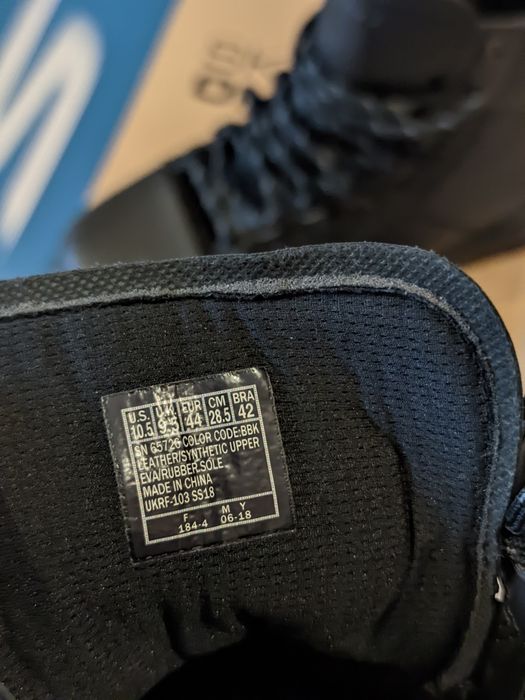 U.S. U.K. EUR CM BRA
10.5 9.5 44 28.5 42
SN 65726 COLOR CODE:BBK
LEATHER/SYNTHETIC UPPER
EVA/RUBBER SOLE
MADE IN CHINA
UKRF-103 SS18
F M Y
184-4 06-18